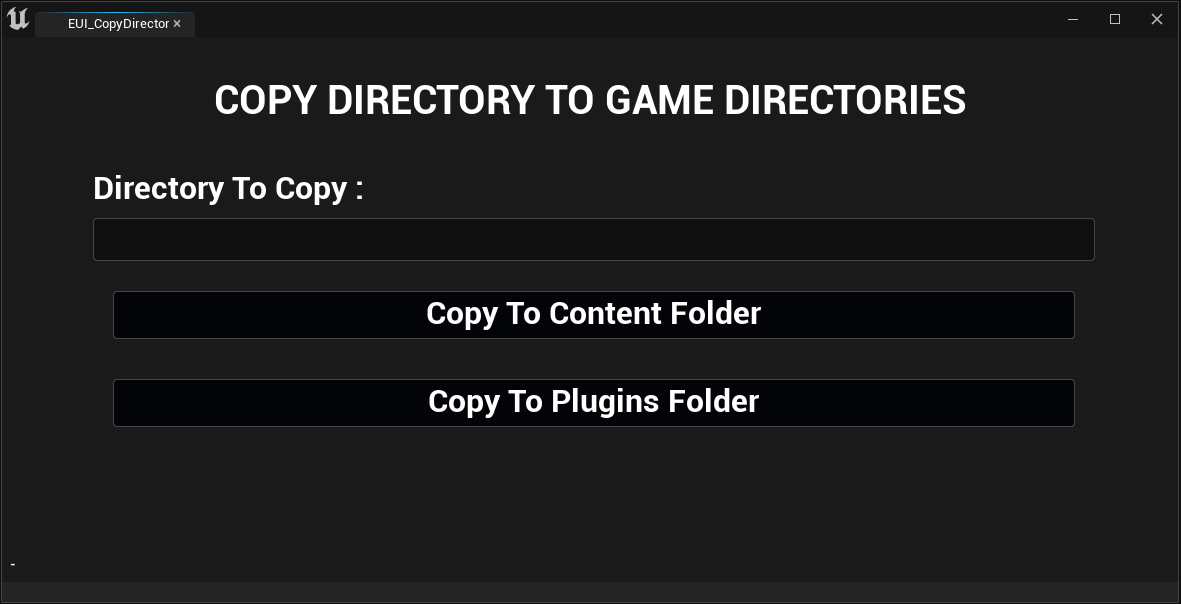 EUI_CopyDirector
COPY DIRECTORY TO GAME DIRECTORIES
Directory To Copy :
Copy To Content Folder
Copy To Plugins Folder
-